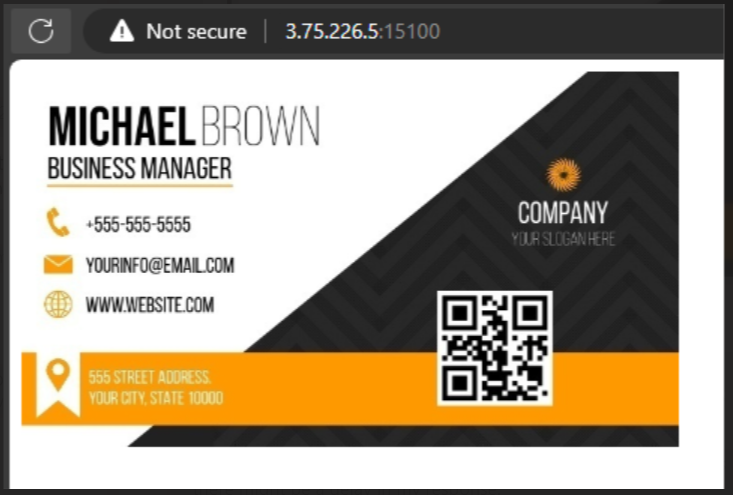 Not secure
3.75.226.5:15100
MICHAEL BROWN
BUSINESS MANAGER
+555-555-5555
YOURINFO@EMAIL.COM
WWW.WEBSITE.COM
555 STREET ADDRESS.
YOUR CITY, STATE 10000
COMPANY
YOUR SLOGAN HERE